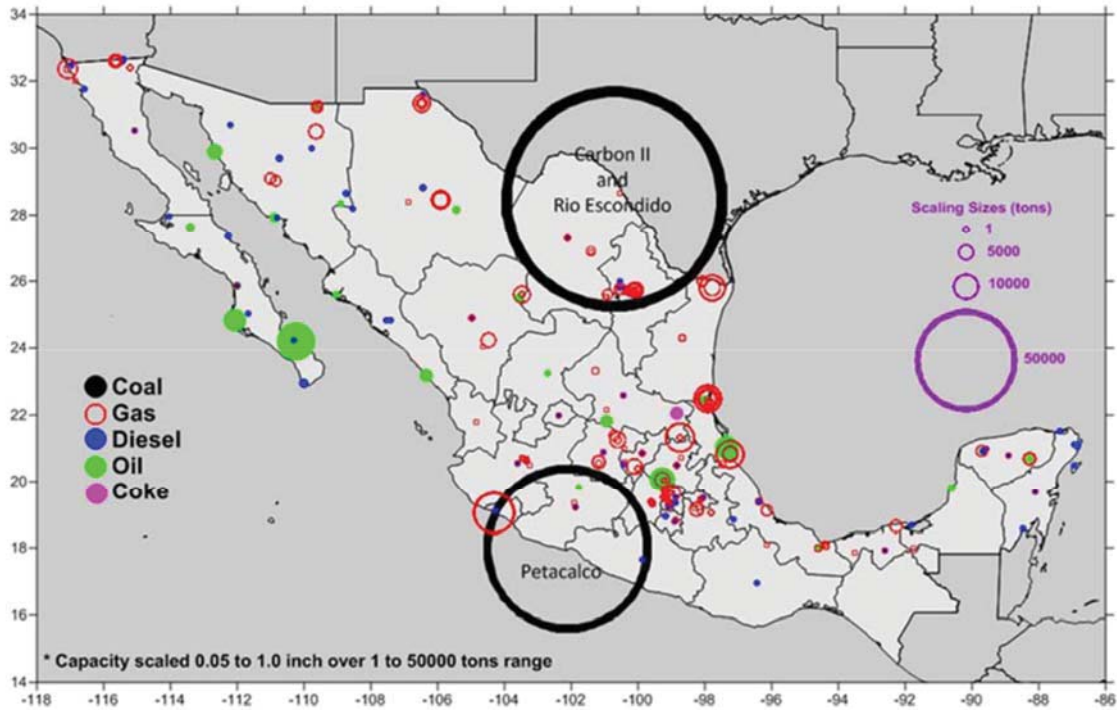 34
32
30
28
26
24
22
20
18
16
14
Carbon II
and
Rio Escondido
Scaling Sizes (tons)
1
5000
10000
50000
Coal
Gas
Diesel
Oil
Coke
Petacalco
* Capacity scaled 0.05 to 1.0 inch over 1 to 50000 tons range
-118 -116 -114 -112 -110 -108 -106 -104 -102 -100 -98 -96 -94 -92 -90 -88 -86